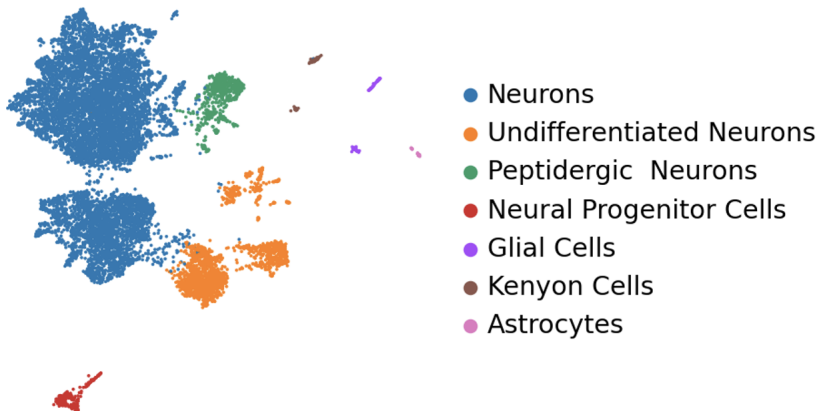 Neurons
Undifferentiated Neurons
Peptidergic  Neurons
Neural Progenitor Cells
Glial Cells
Kenyon Cells
Astrocytes